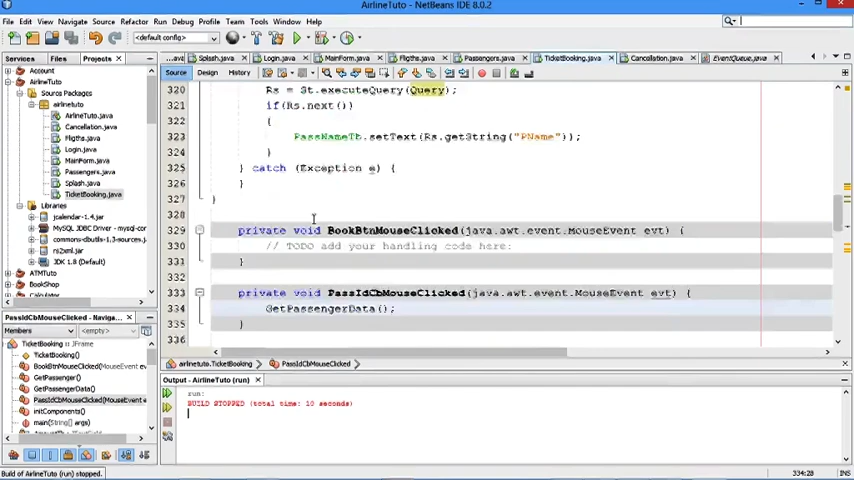 AirlineTuto - NetBeans IDE 8.0.2
File Edit View Navigate Source Refactor Run Debug Profile Team Tools Window Help
<default config>
Services Files Projects
...ava Splash.java Login.java MainForm.java Fligths.java Passengers.java TicketBooking.java Cancellation.java EventQueue.java
Source Design History
Account
AirlineTuto
Source Packages
airlinetuto
AirlineTuto.java
Cancellation.java
Fligths.java
Login.java
MainForm.java
Passengers.java
Splash.java
TicketBooking.java
Libraries
jcalendar-1.4.jar
MySQL JDBC Driver - mysql-co
commons-dbutils-1.3-sources.j
rs2xml.jar
JDK 1.8 (Default)
ATMTuto
BookShop
Calculator
320 Rs = St.executeQuery(Query);
321 if(Rs.next())
322 {
323 PassNameTb.setText(Rs.getString("PName"));
324 }
325 } catch (Exception e) {
326 }
327 }
328
329 private void BookBtnMouseClicked(java.awt.event.MouseEvent evt) {
330 // TODO add your handling code here:
331 }
332
333 private void PassIdCbMouseClicked(java.awt.event.MouseEvent evt) {
334 GetPassengerData();
335 }
336
PassIdCbMouseClicked - Naviga...
Members <empty>
TicketBooking :: JFrame
TicketBooking()
BookBtnMouseClicked(MouseEvent e
GetPassenger()
GetPassengerData()
PassIdCbMouseClicked(MouseEvent
initComponents()
main(String[] args)
airlinetuto.TicketBooking PassIdCbMouseClicked
Output - AirlineTuto (run)
run:
BUILD STOPPED (total time: 10 seconds)
Build of AirlineTuto (run) stopped.
334:28 INS